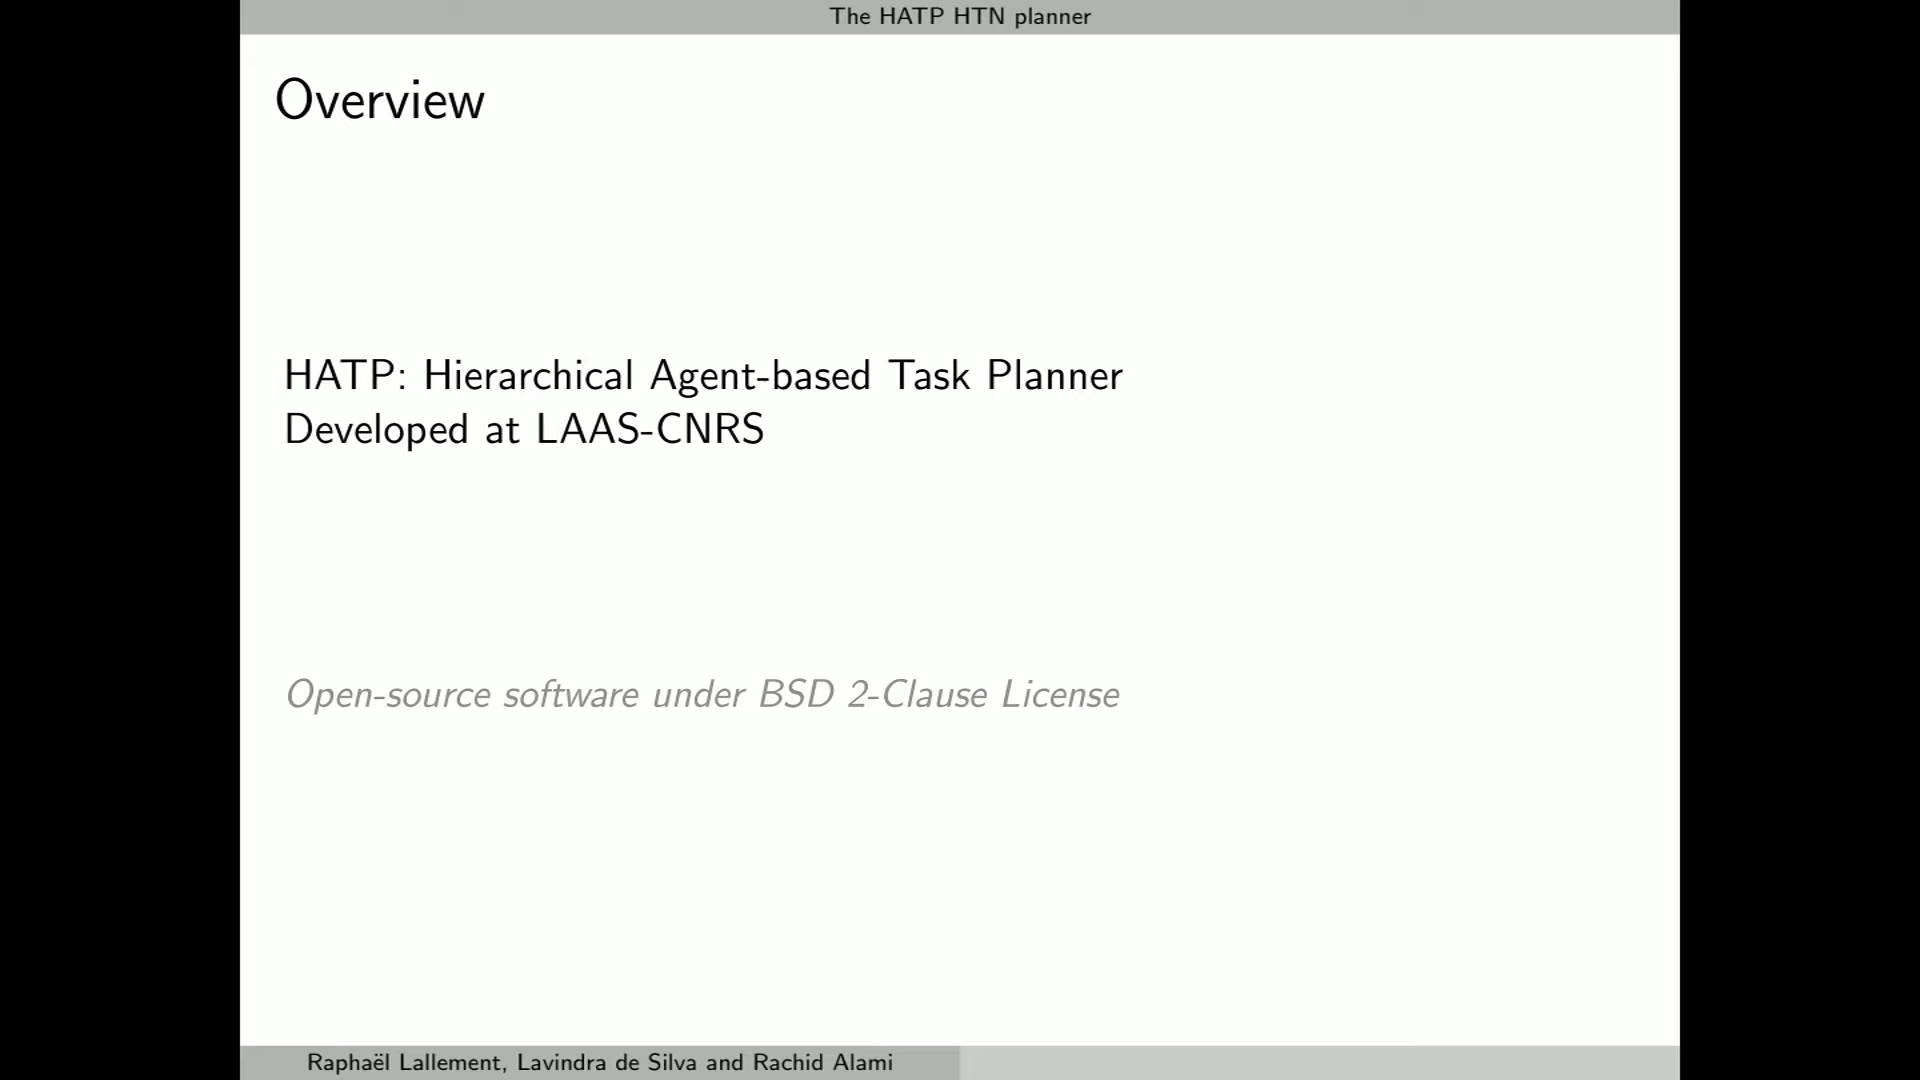 The HATP HTN planner
Overview
HATP: Hierarchical Agent-based Task Planner
Developed at LAAS-CNRS
Open-source software under BSD 2-Clause License
Raphaël Lallement, Lavindra de Silva and Rachid Alami